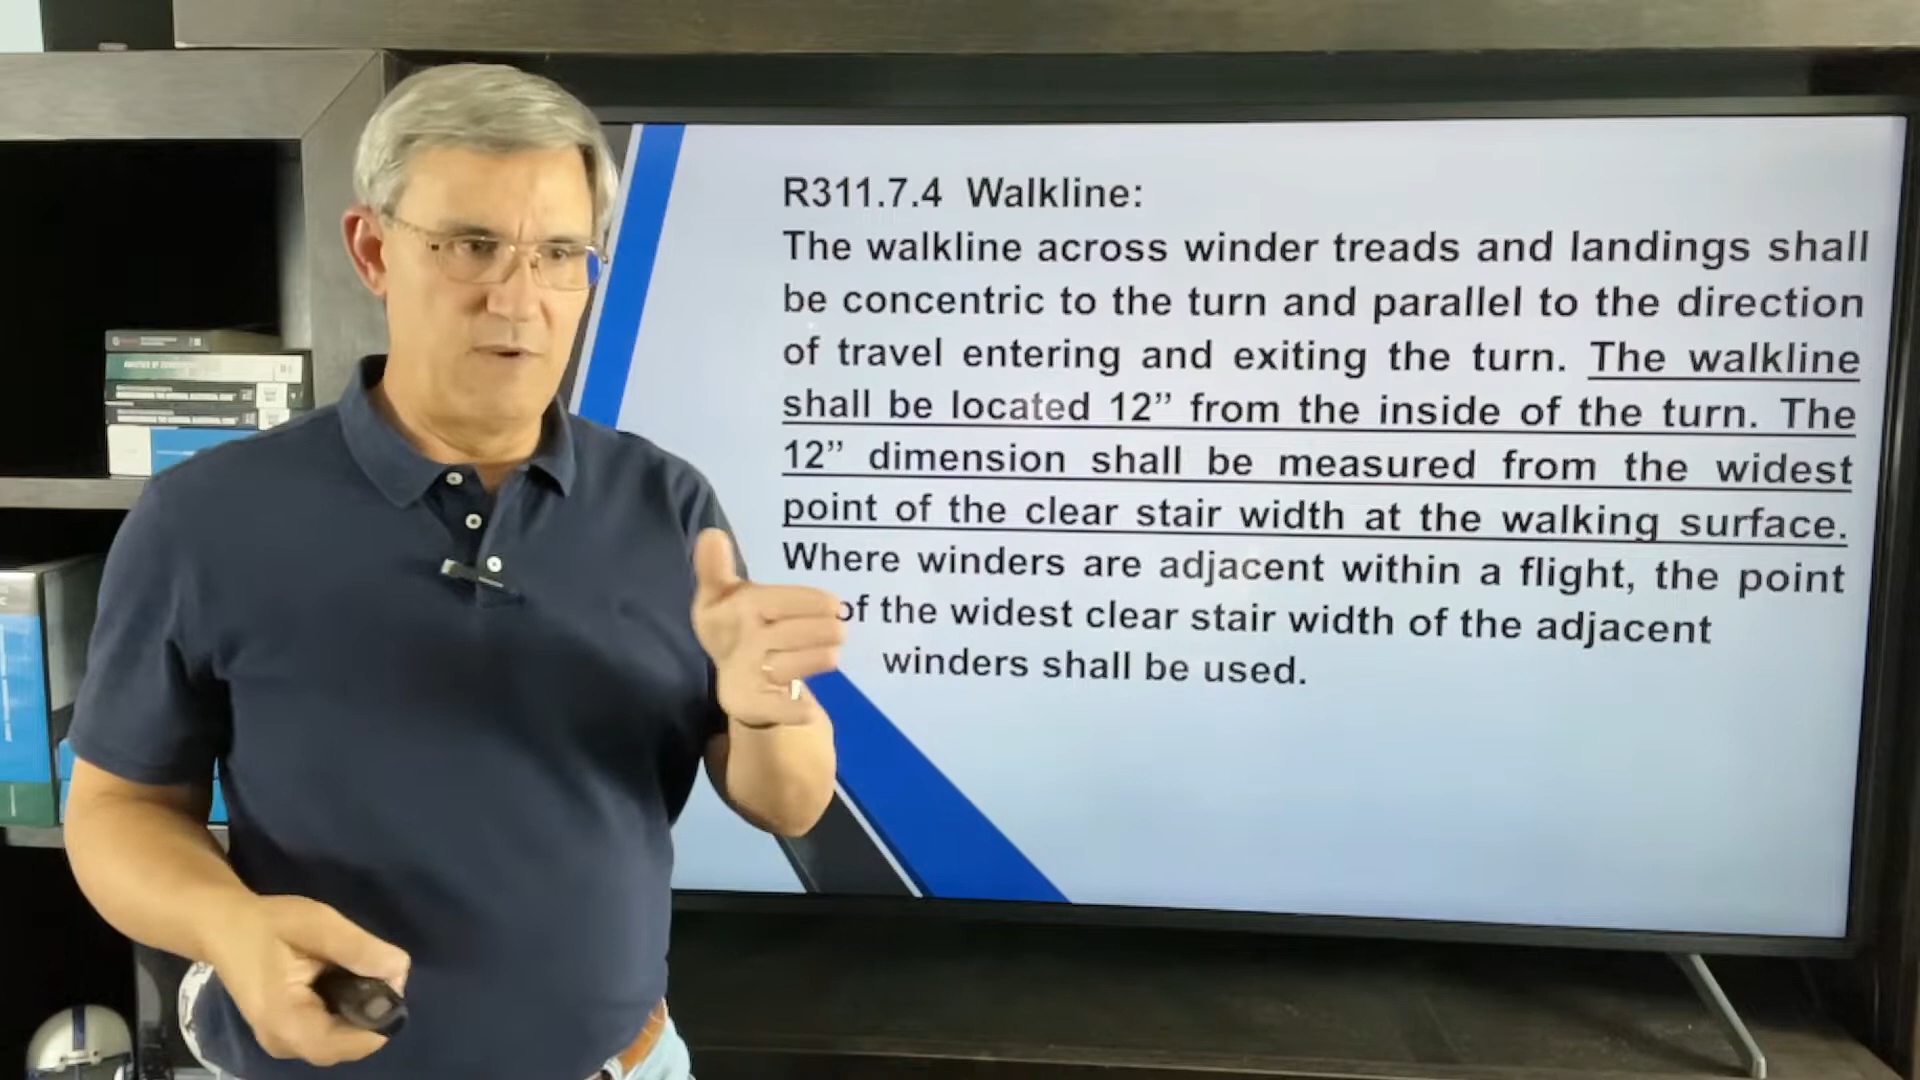 R311.7.4 Walkline:
The walkline across winder treads and landings shall
be concentric to the turn and parallel to the direction
of travel entering and exiting the turn. The walkline
shall be located 12” from the inside of the turn. The
12” dimension shall be measured from the widest
point of the clear stair width at the walking surface.
Where winders are adjacent within a flight, the point
of the widest clear stair width of the adjacent
winders shall be used.